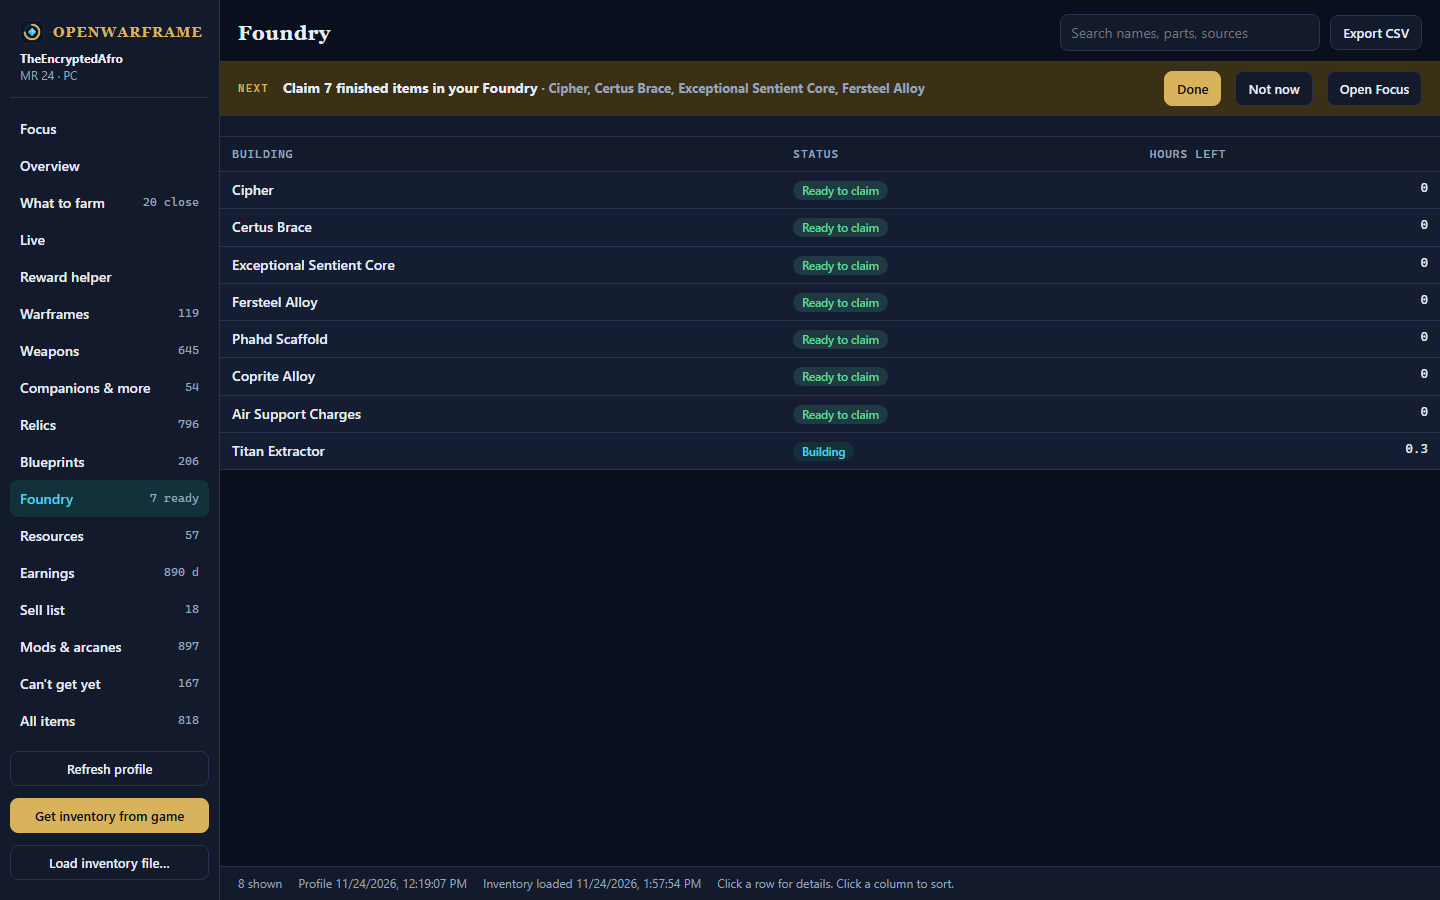 OPENWARFRAME
TheEncryptedAfro
MR 24 · PC
Focus
Overview
What to farm 20 close
Live
Reward helper
Warframes 119
Weapons 645
Companions & more 54
Relics 796
Blueprints 206
Foundry 7 ready
Resources 57
Earnings 890 d
Sell list 18
Mods & arcanes 897
Can't get yet 167
All items 818
Refresh profile
Get inventory from game
Load inventory file...
Foundry
Search names, parts, sources
Export CSV
NEXT Claim 7 finished items in your Foundry · Cipher, Certus Brace, Exceptional Sentient Core, Fersteel Alloy
Done Not now Open Focus
BUILDING STATUS HOURS LEFT
Cipher Ready to claim 0
Certus Brace Ready to claim 0
Exceptional Sentient Core Ready to claim 0
Fersteel Alloy Ready to claim 0
Phahd Scaffold Ready to claim 0
Coprite Alloy Ready to claim 0
Air Support Charges Ready to claim 0
Titan Extractor Building 0.3
8 shown Profile 11/24/2026, 12:19:07 PM Inventory loaded 11/24/2026, 1:57:54 PM Click a row for details. Click a column to sort.